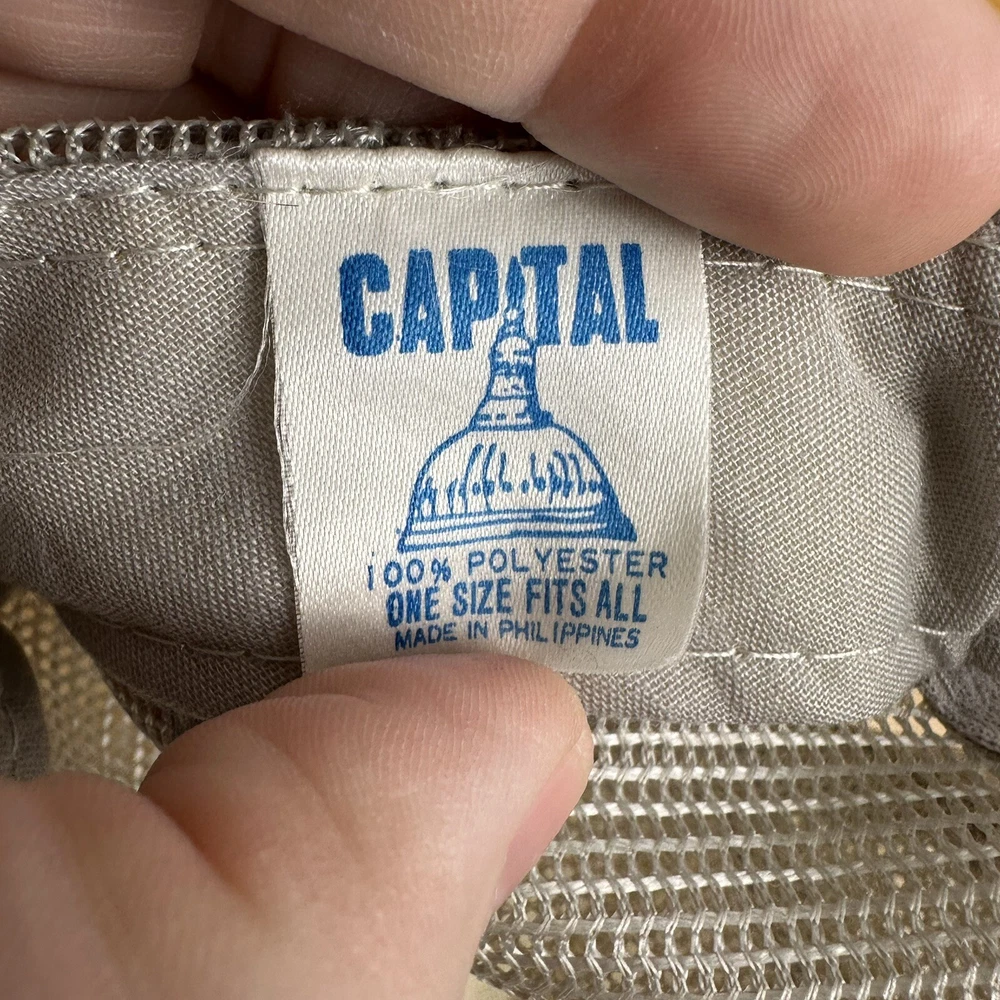 CAPITAL
100% POLYESTER
ONE SIZE FITS ALL
MADE IN PHILIPPINES